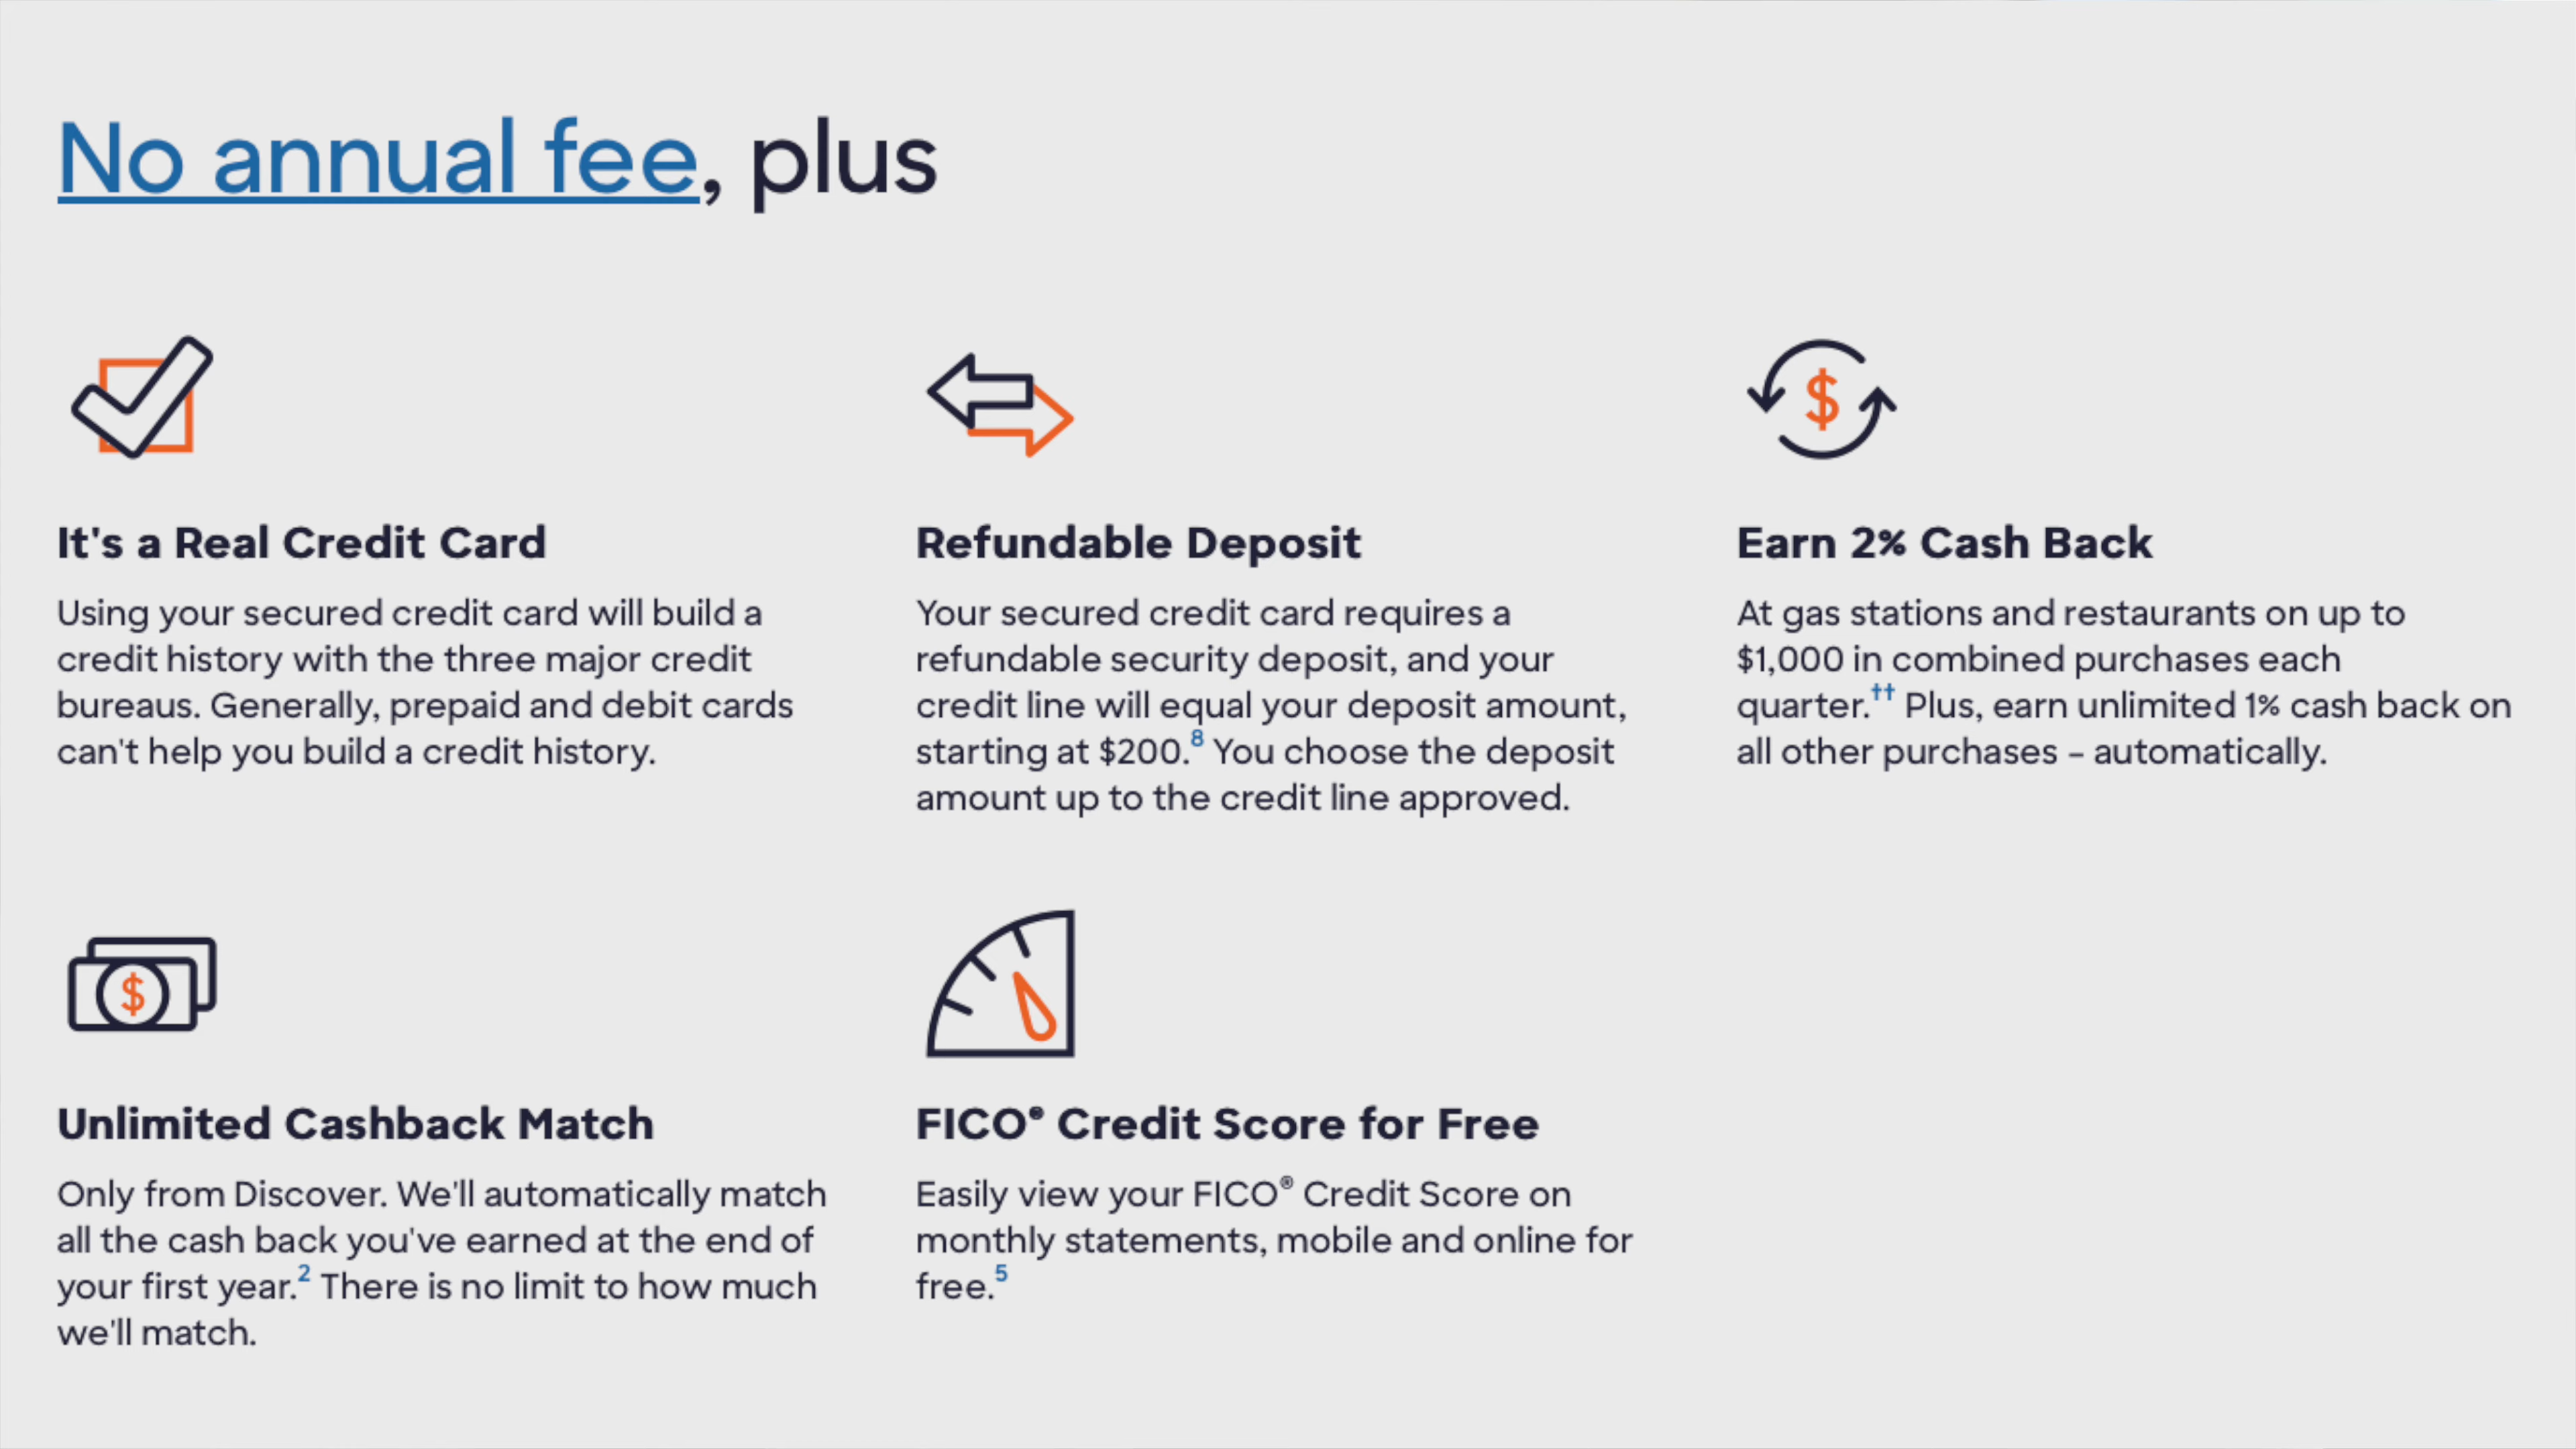 No annual fee, plus
It's a Real Credit Card
Using your secured credit card will build a
credit history with the three major credit
bureaus. Generally, prepaid and debit cards
can't help you build a credit history.
Refundable Deposit
Your secured credit card requires a
refundable security deposit, and your
credit line will equal your deposit amount,
starting at $200.8 You choose the deposit
amount up to the credit line approved.
$
Earn 2% Cash Back
At gas stations and restaurants on up to
$1,000 in combined purchases each
quarter.†† Plus, earn unlimited 1% cash back on
all other purchases – automatically.
$
Unlimited Cashback Match
Only from Discover. We'll automatically match
all the cash back you've earned at the end of
your first year.2 There is no limit to how much
we'll match.
FICO® Credit Score for Free
Easily view your FICO® Credit Score on
monthly statements, mobile and online for
free.5